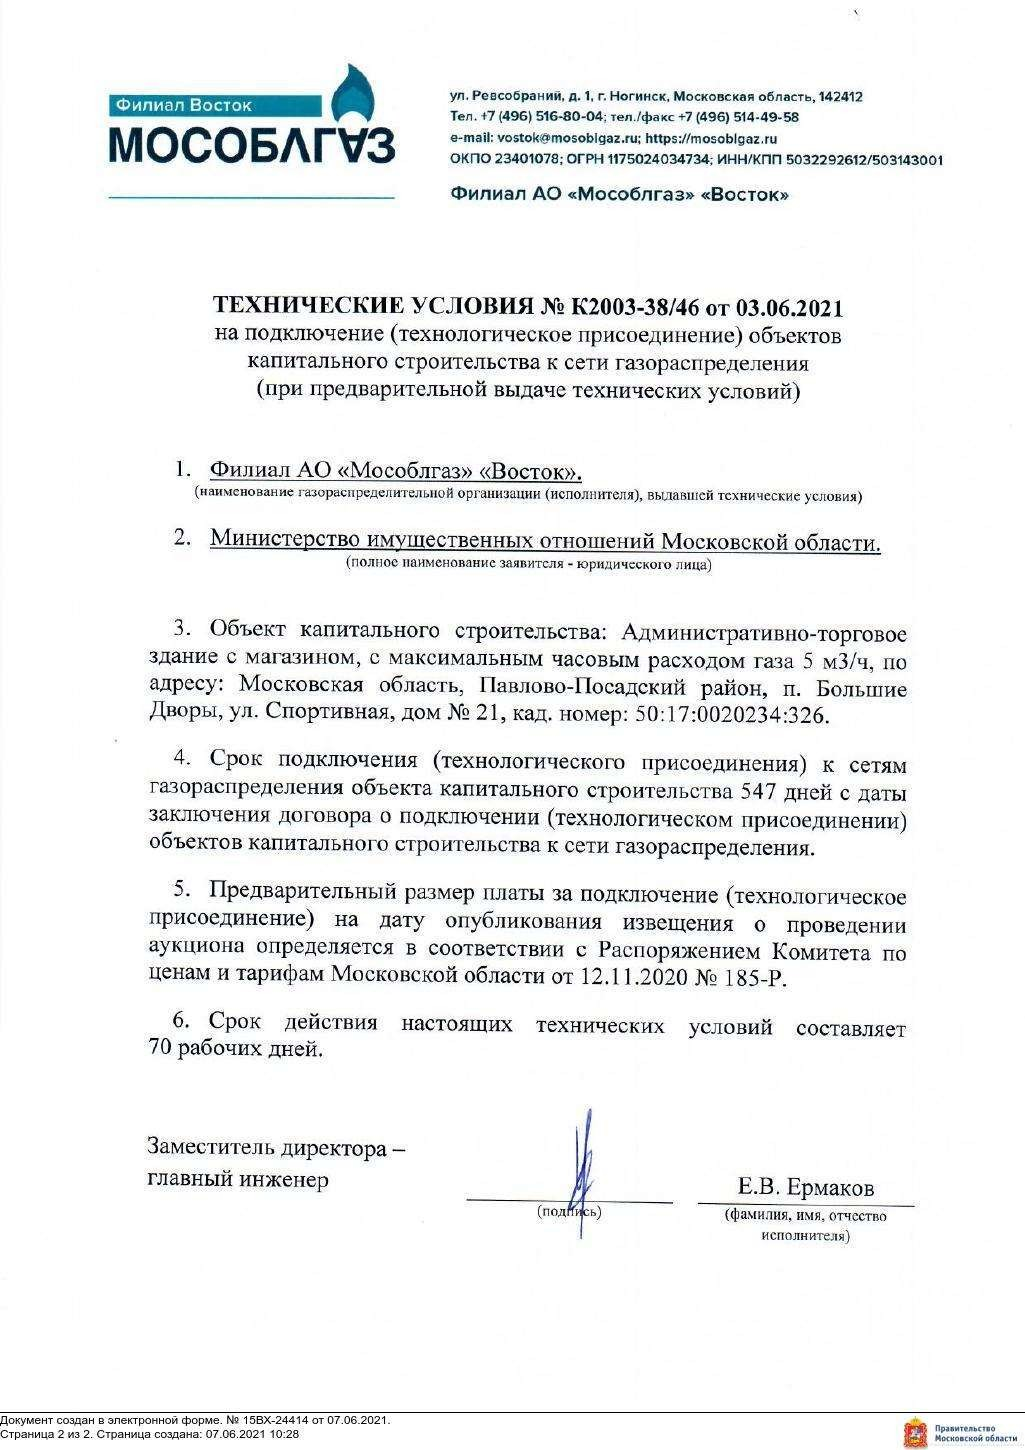 Филиал Восток
МОСОБЛГАЗ
ул. Ревсобраний, д. 1, г. Ногинск, Московская область, 142412
Тел. +7 (496) 516-80-04; тел./факс +7 (496) 514-49-58
e-mail: vostok@mosoblgaz.ru; https://mosoblgaz.ru
ОКПО 23401078; ОГРН 1175024034734; ИНН/КПП 5032292612/503143001
Филиал АО «Мособлгаз» «Восток»
ТЕХНИЧЕСКИЕ УСЛОВИЯ № К2003-38/46 от 03.06.2021
на подключение (технологическое присоединение) объектов
капитального строительства к сети газораспределения
(при предварительной выдаче технических условий)
1. Филиал АО «Мособлгаз» «Восток».
(наименование газораспределительной организации (исполнителя), выдавшей технические условия)
2. Министерство имущественных отношений Московской области.
(полное наименование заявителя - юридического лица)
3. Объект капитального строительства: Административно-торговое
здание с магазином, с максимальным часовым расходом газа 5 м3/ч, по
адресу: Московская область, Павлово-Посадский район, п. Большие
Дворы, ул. Спортивная, дом № 21, кад. номер: 50:17:0020234:326.
4. Срок подключения (технологического присоединения) к сетям
газораспределения объекта капитального строительства 547 дней с даты
заключения договора о подключении (технологическом присоединении)
объектов капитального строительства к сети газораспределения.
5. Предварительный размер платы за подключение (технологическое
присоединение) на дату опубликования извещения о проведении
аукциона определяется в соответствии с Распоряжением Комитета по
ценам и тарифам Московской области от 12.11.2020 № 185-Р.
6. Срок действия настоящих технических условий составляет
70 рабочих дней.
Заместитель директора –
главный инженер
(подпись)
Е.В. Ермаков
(фамилия, имя, отчество
исполнителя)
Документ создан в электронной форме. № 15ВХ-24414 от 07.06.2021.
Страница 2 из 2. Страница создана: 07.06.2021 10:28
Правительство
Московской области